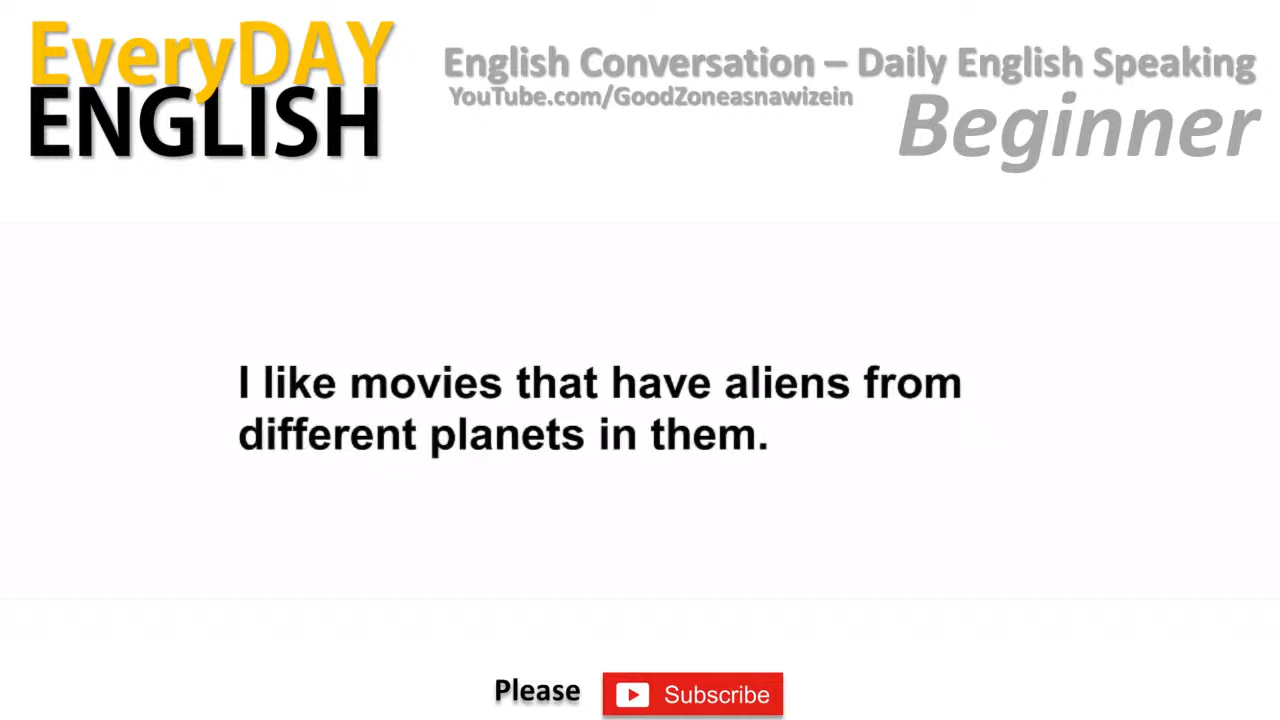 EveryDAY
ENGLISH
English Conversation – Daily English Speaking
YouTube.com/GoodZoneasnawizein
Beginner
I like movies that have aliens from
different planets in them.
Please
Subscribe